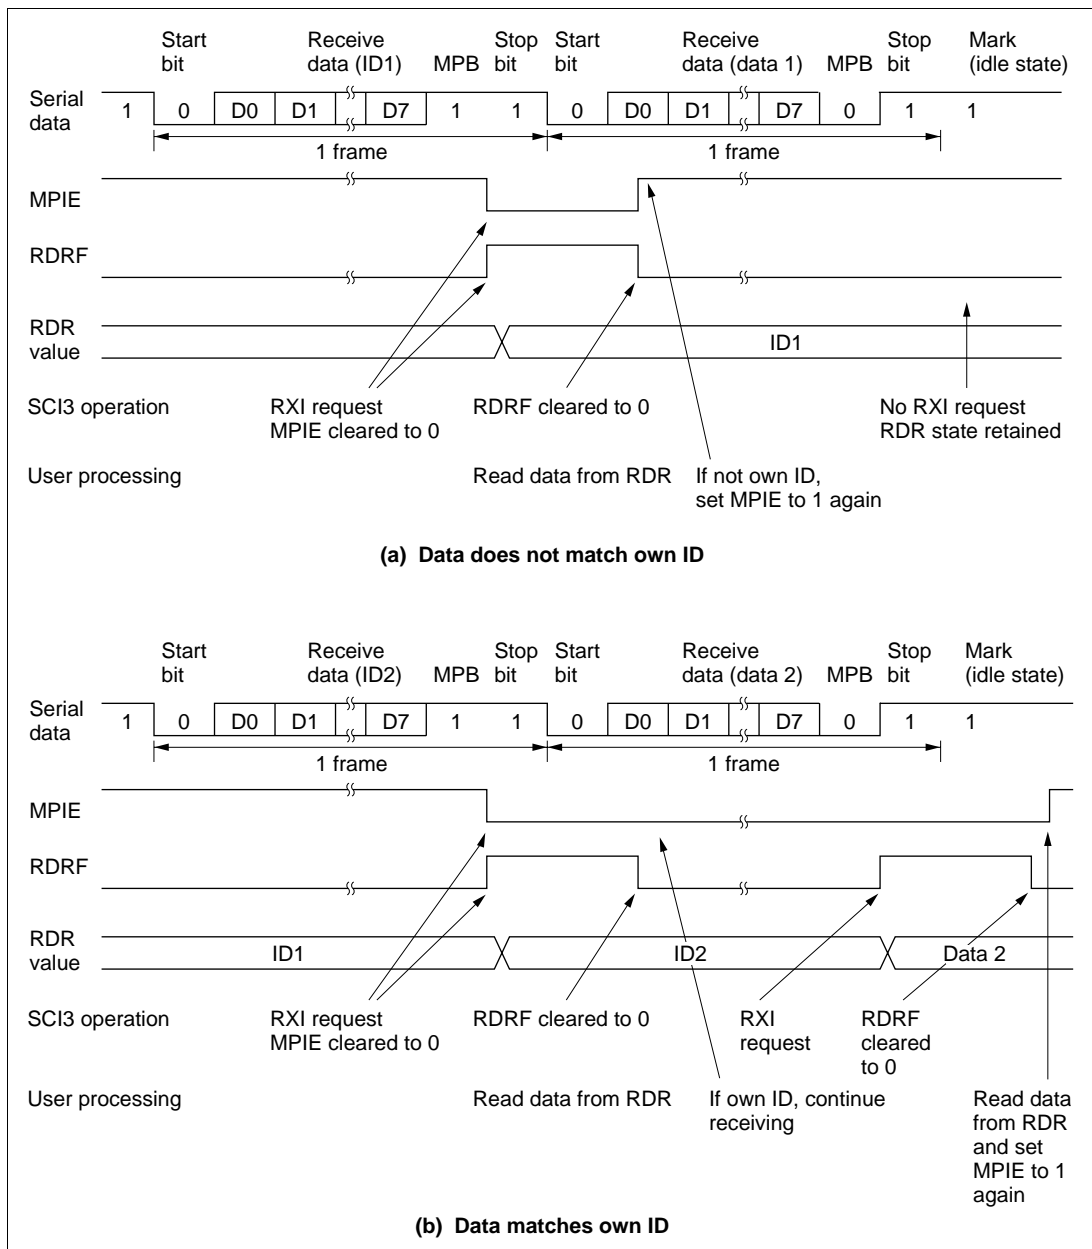 Start bit
Receive data (ID1)
MPB
Stop bit
Start bit
Receive data (data 1)
MPB
Stop bit
Mark (idle state)
Serial data
1 0 D0 D1 D7 1 1 0 D0 D1 D7 0 1 1
1 frame
1 frame
MPIE
RDRF
RDR value
ID1
SCI3 operation
RXI request
MPIE cleared to 0
RDRF cleared to 0
No RXI request
RDR state retained
User processing
Read data from RDR
If not own ID,
set MPIE to 1 again
(a) Data does not match own ID
Start bit
Receive data (ID2)
MPB
Stop bit
Start bit
Receive data (data 2)
MPB
Stop bit
Mark (idle state)
Serial data
1 0 D0 D1 D7 1 1 0 D0 D1 D7 0 1 1
1 frame
1 frame
MPIE
RDRF
RDR value
ID1
ID2
Data 2
SCI3 operation
RXI request
MPIE cleared to 0
RDRF cleared to 0
RXI
request
RDRF
cleared
to 0
User processing
Read data from RDR
If own ID, continue
receiving
Read data
from RDR
and set
MPIE to 1
again
(b) Data matches own ID